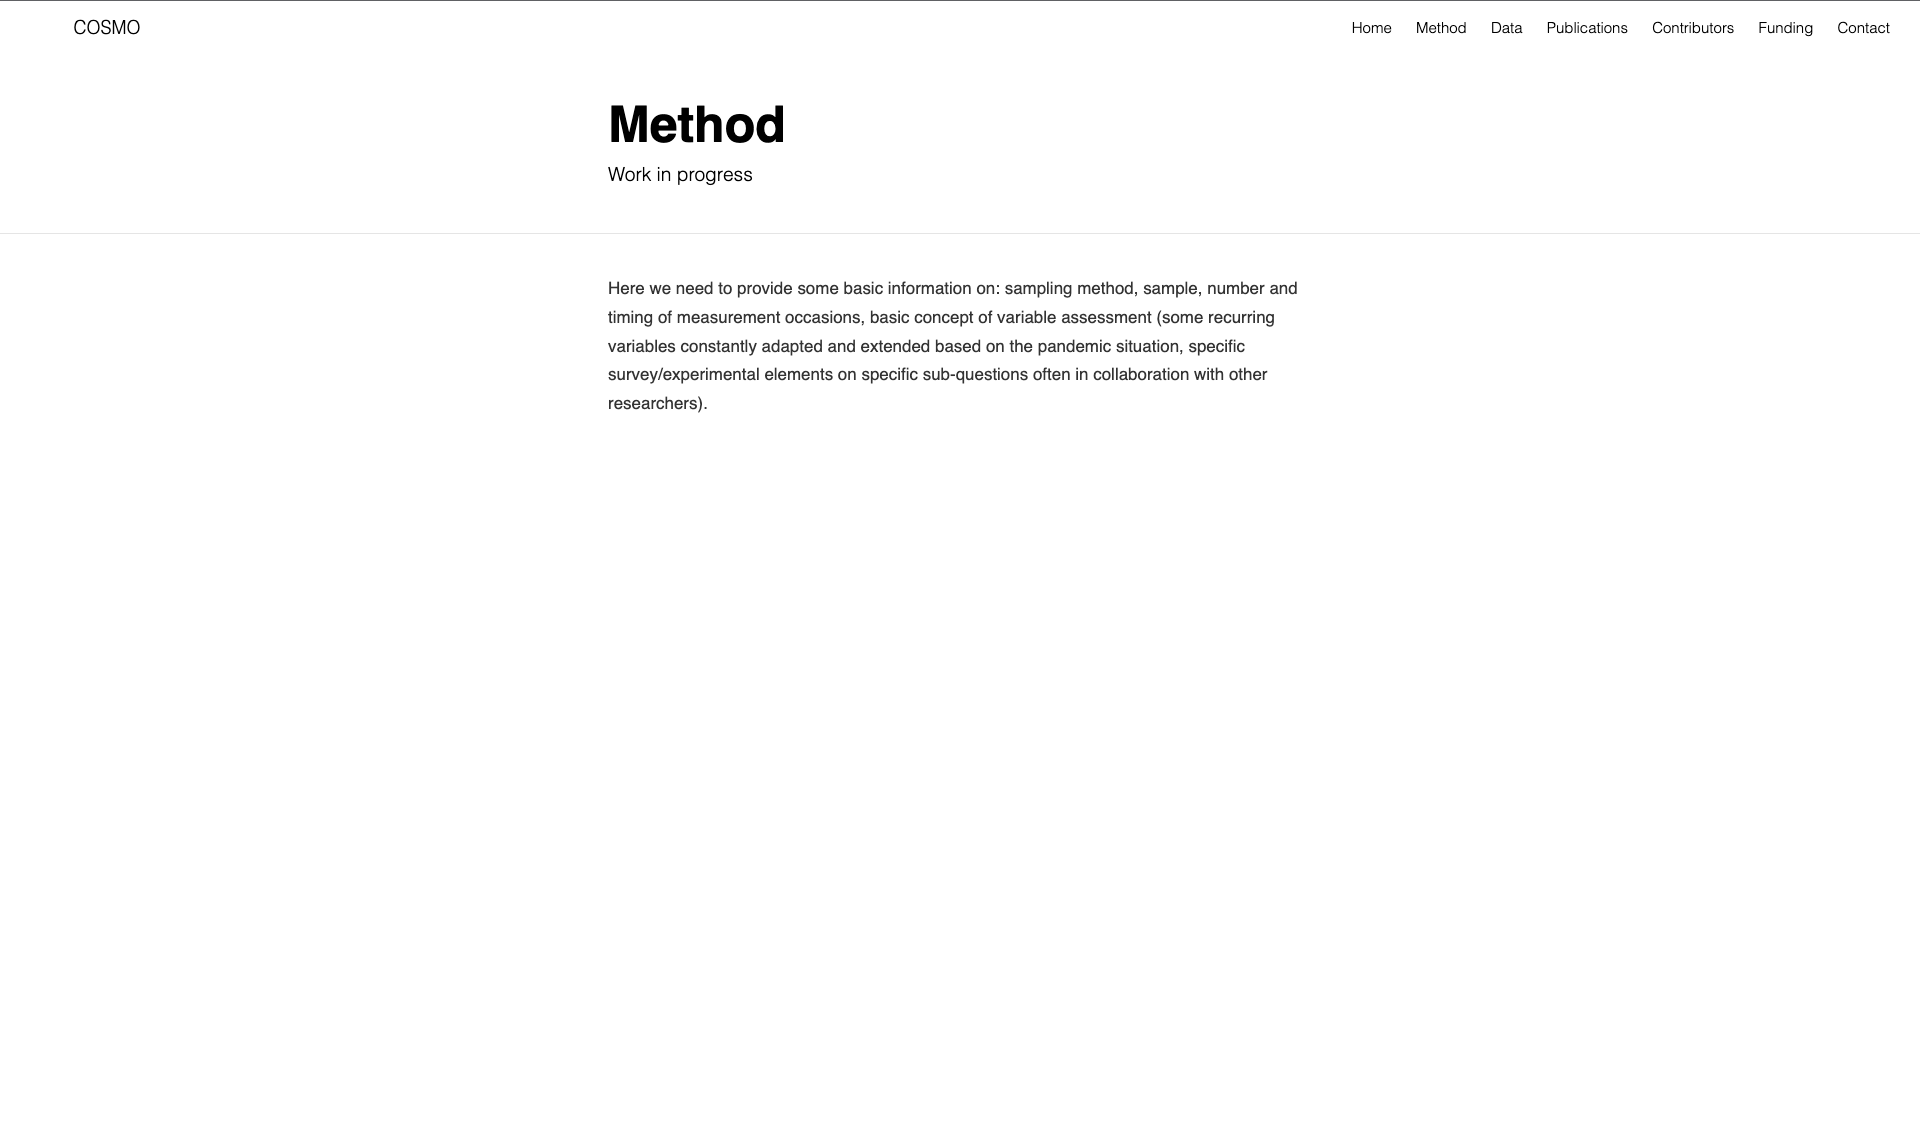 COSMO
Home Method Data Publications Contributors Funding Contact
Method
Work in progress
Here we need to provide some basic information on: sampling method, sample, number and
timing of measurement occasions, basic concept of variable assessment (some recurring
variables constantly adapted and extended based on the pandemic situation, specific
survey/experimental elements on specific sub-questions often in collaboration with other
researchers).